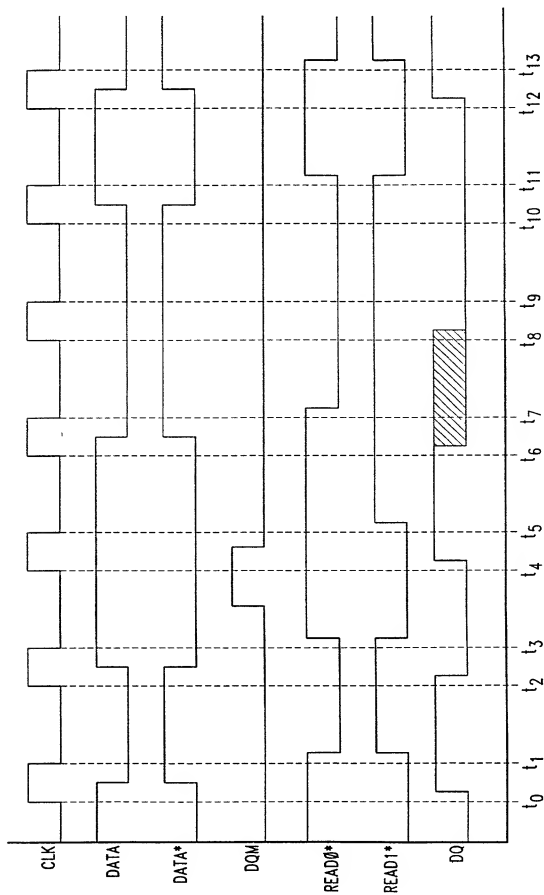 CLK
DATA
DATA*
DQM
READ0*
READ1*
DQ
t0
t1
t2
t3
t4
t5
t6
t7
t8
t9
t10
t11
t12
t13